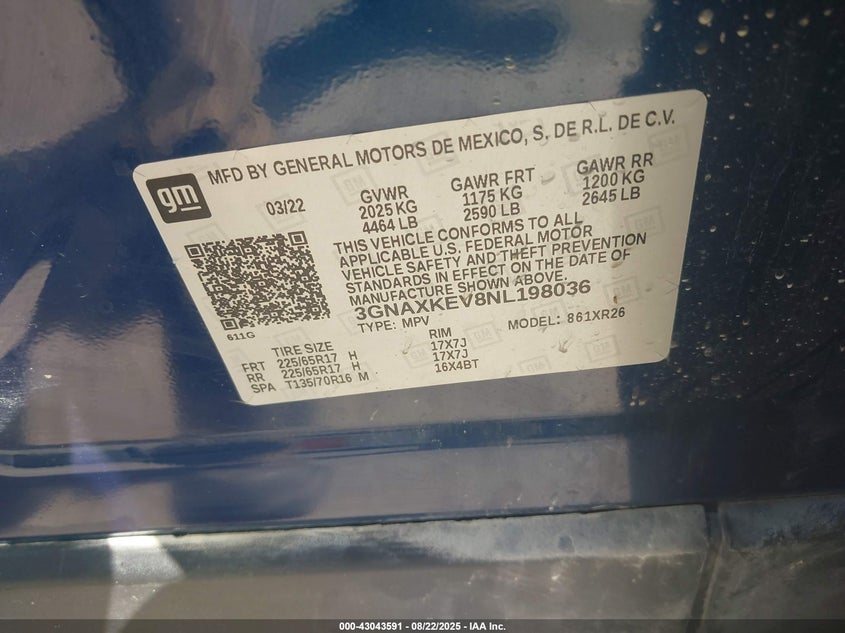 MFD BY GENERAL MOTORS DE MEXICO, S. DE R.L. DE C.V.
gm
03/22
GVWR
2025 KG
4464 LB
GAWR FRT
1175 KG
2590 LB
GAWR RR
1200 KG
2645 LB
THIS VEHICLE CONFORMS TO ALL
APPLICABLE U.S. FEDERAL MOTOR
VEHICLE SAFETY AND THEFT PREVENTION
STANDARDS IN EFFECT ON THE DATE OF
MANUFACTURE SHOWN ABOVE.
3GNAXKEV8NL198036
TYPE: MPV
MODEL: 861XR26
611G
TIRE SIZE RIM
FRT 225/65R17 H 17X7J
RR 225/65R17 H 17X7J
SPA T135/70R16 M 16X4BT
000-43043591 - 08/22/2025 - IAA Inc.